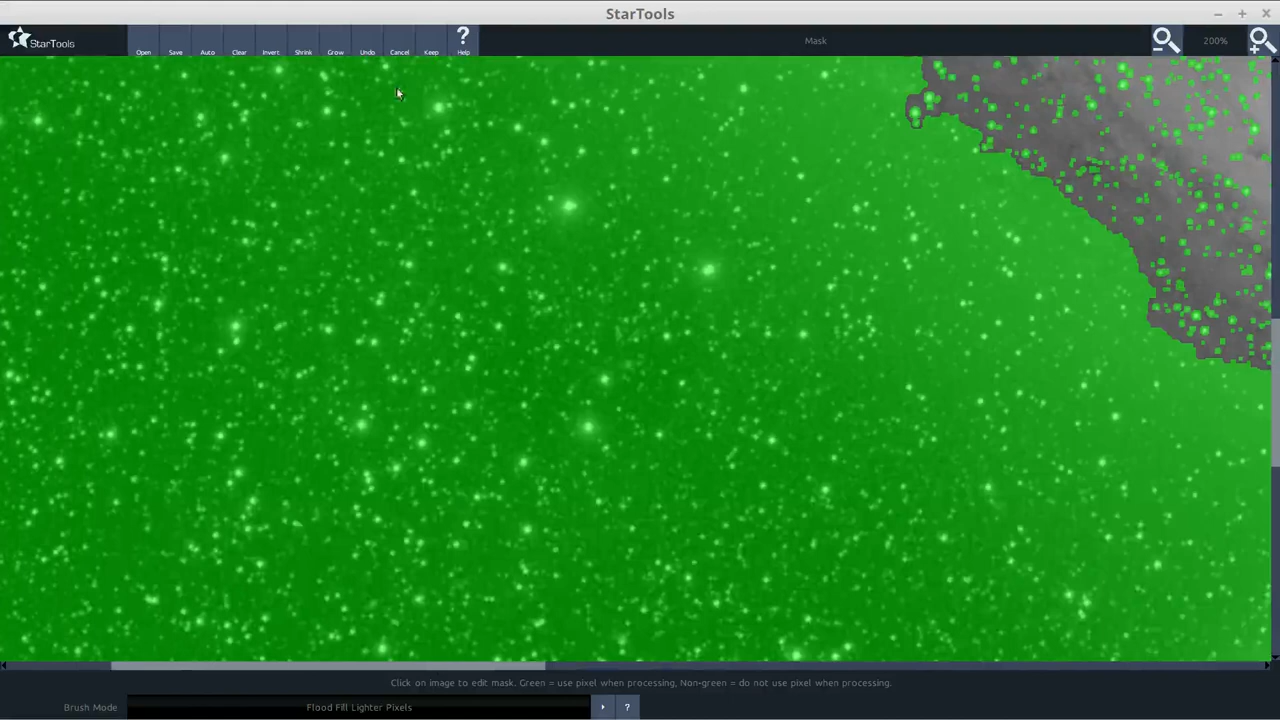 StarTools
StarTools
Open Save Auto Clear Invert Shrink Grow Undo Cancel Keep ? Help
Mask
200%
Click on image to edit mask. Green = use pixel when processing, Non-green = do not use pixel when processing.
Brush Mode Flood Fill Lighter Pixels ?